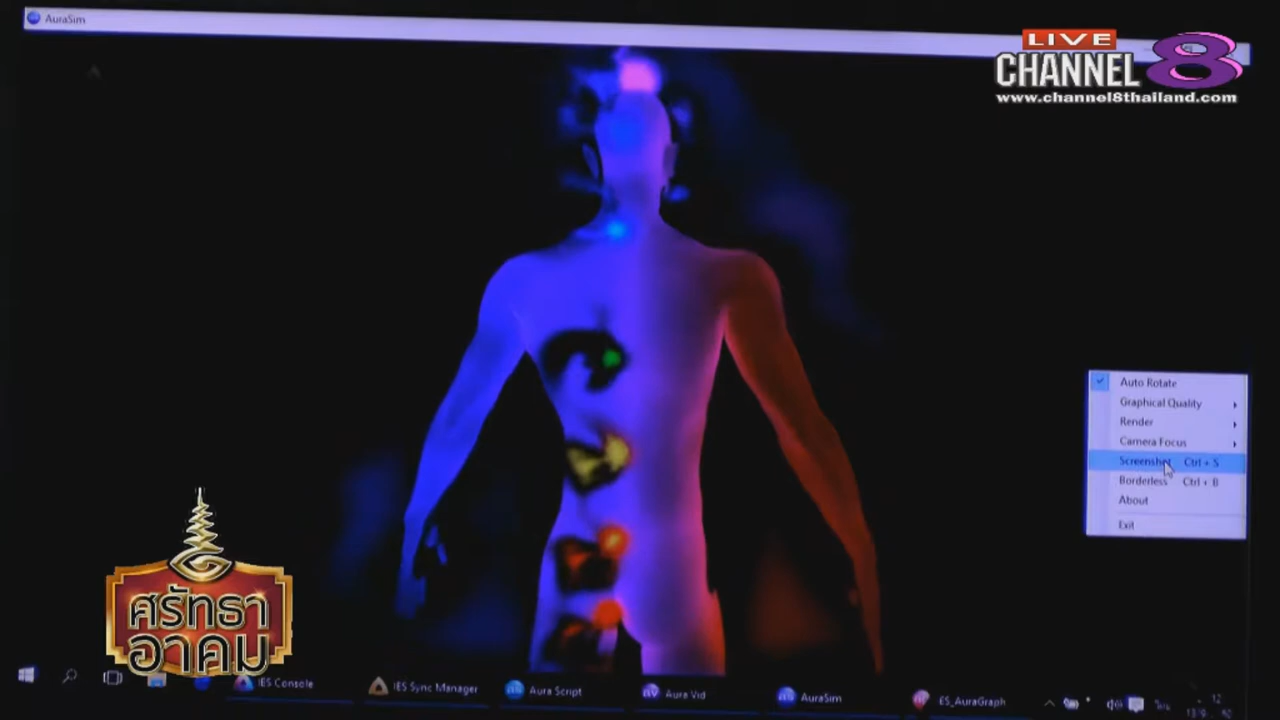 AuraSim
LIVE
CHANNEL 8
www.channel8thailand.com
Auto Rotate
Graphical Quality
Render
Camera Focus
Screenshot Ctrl + S
Borderless Ctrl + B
About
Exit
ศรัทธา
อาคม
IES Console
IES Sync Manager
Aura Script
Aura Vid
AuraSim
ES_AuraGraph